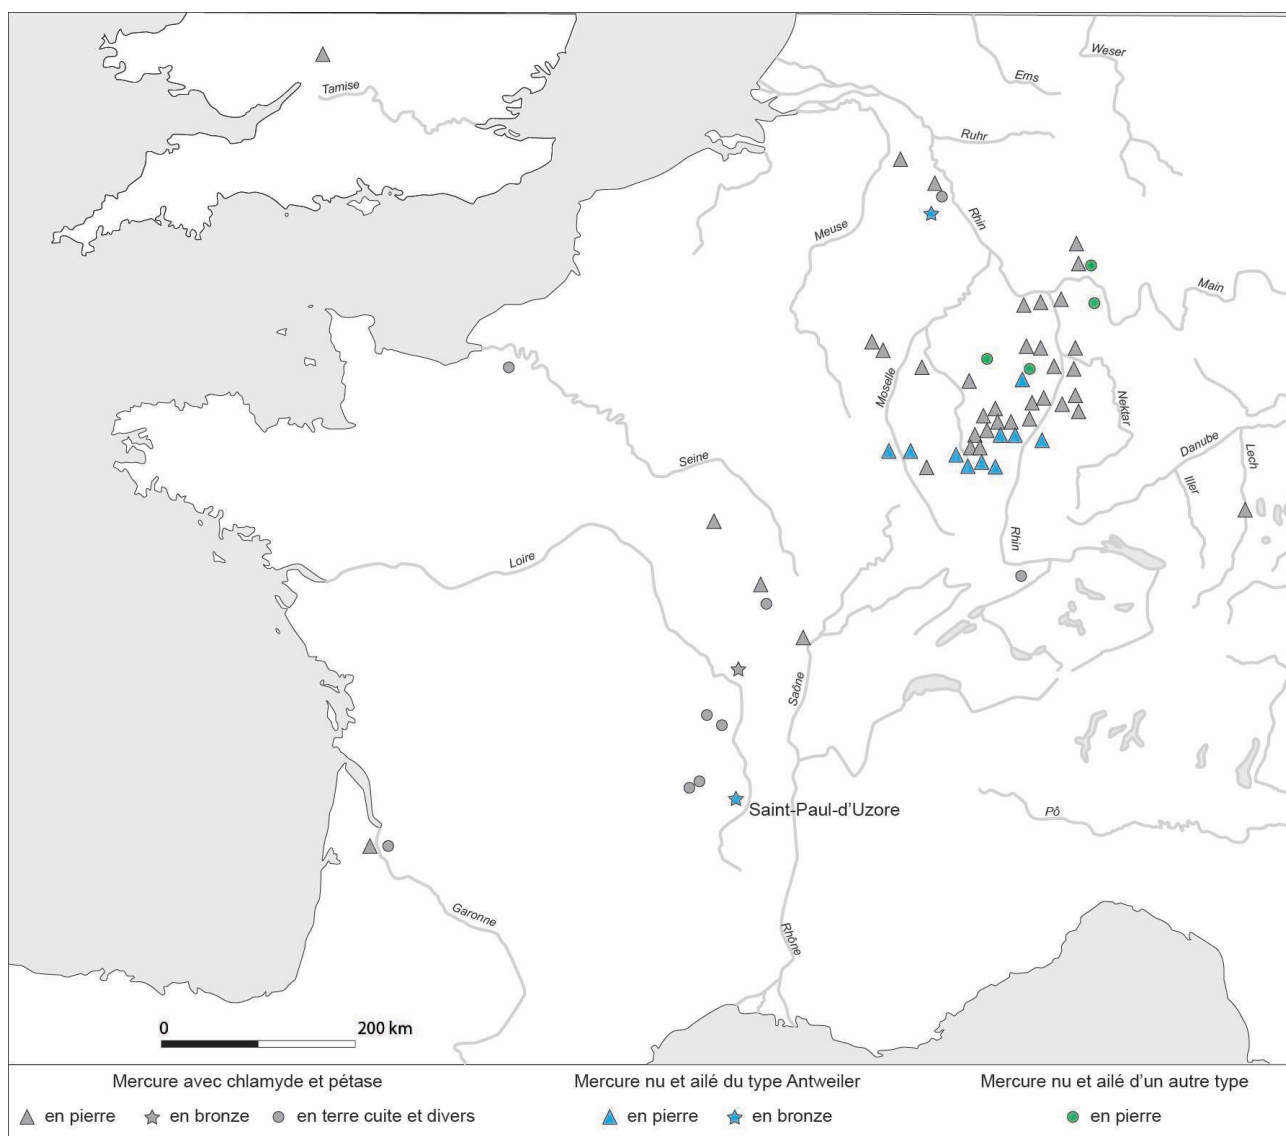 Weser
Ems
Tamise
Ruhr
Rhin
Meuse
Main
Moselle
Nektar
Danube
Lech
Iller
Seine
Rhin
Loire
Saône
Saint-Paul-d'Uzore
Pô
Garonne
Rhône
0 200 km
Mercure avec chlamyde et pétase
en pierre en bronze en terre cuite et divers
Mercure nu et ailé du type Antweiler
en pierre en bronze
Mercure nu et ailé d'un autre type
en pierre